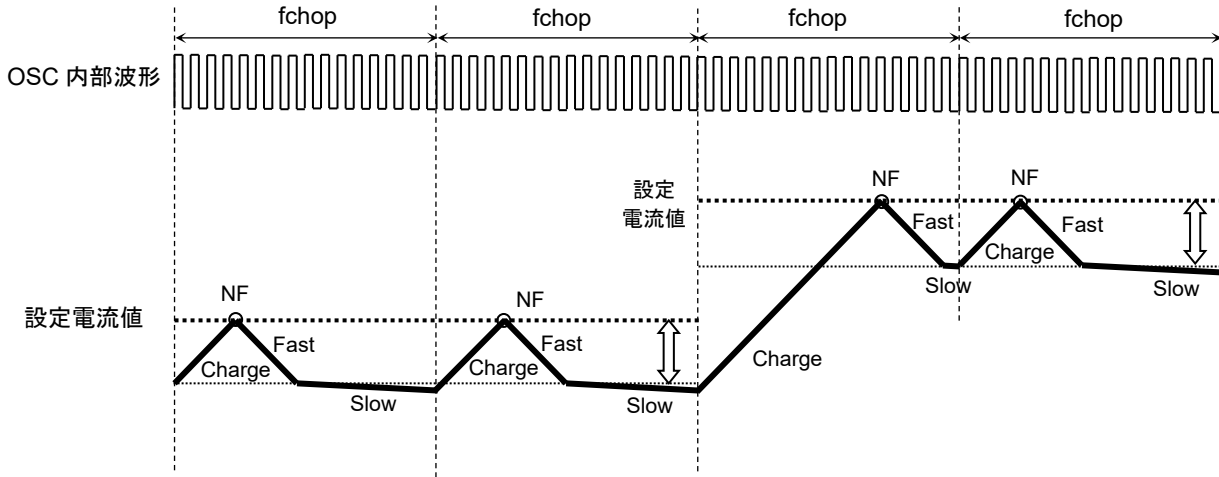 fchop fchop fchop fchop
OSC 内部波形
設定
電流値
NF NF
Fast Fast
Charge
Slow Slow
設定電流値
NF NF
Fast Fast
Charge Charge Charge
Slow Slow